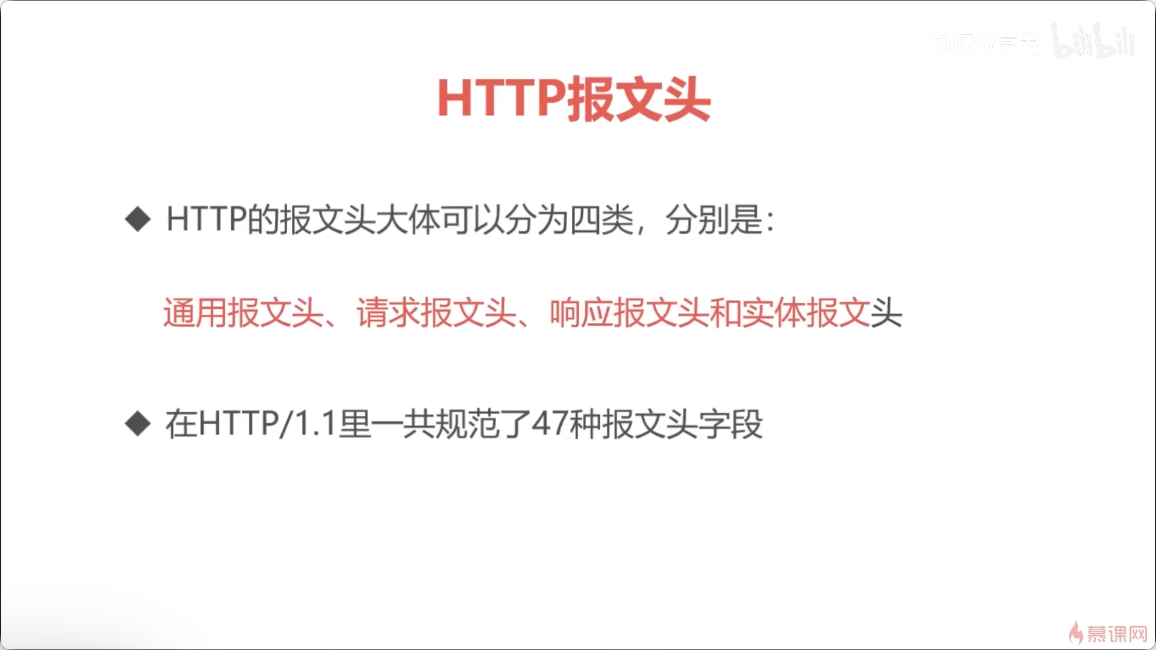 bilibili
HTTP报文头
◆ HTTP的报文头大体可以分为四类，分别是：
通用报文头、请求报文头、响应报文头和实体报文头
◆ 在HTTP/1.1里一共规范了47种报文头字段
慕课网